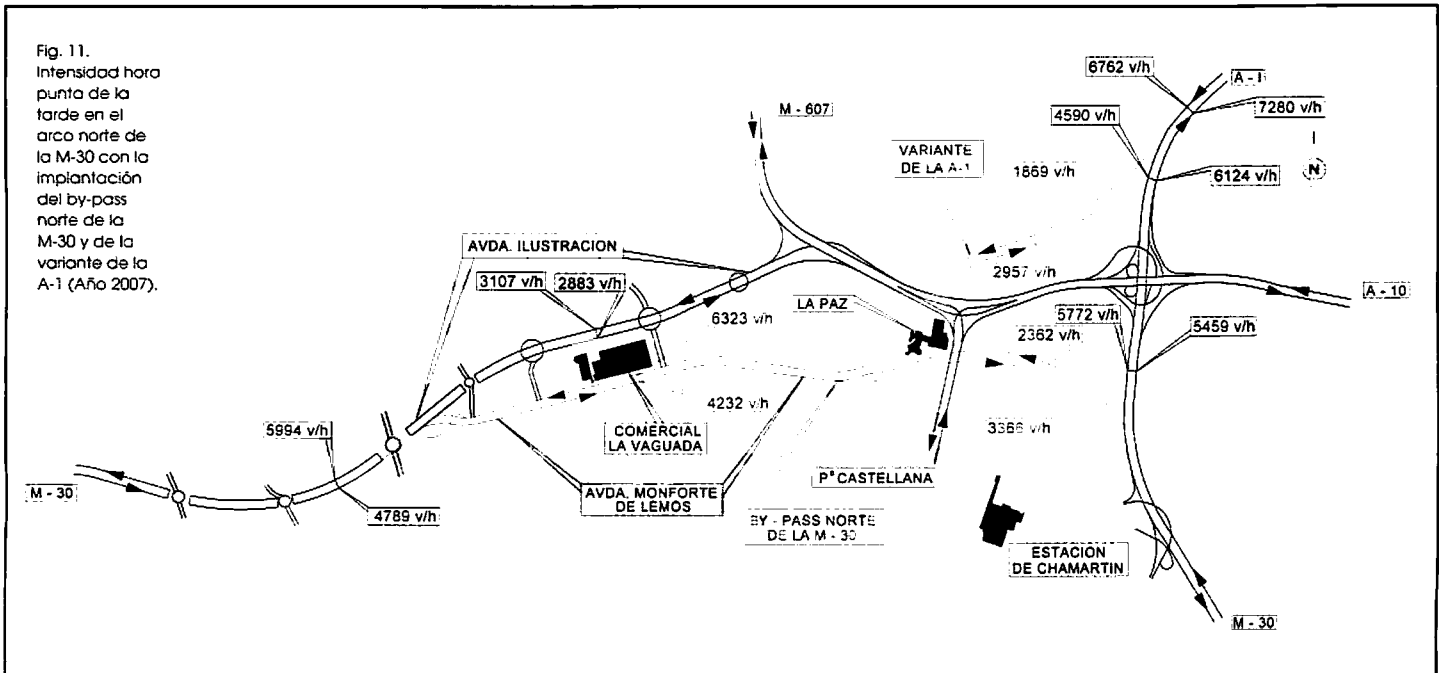 Fig. 11.
Intensidad hora
punta de la
tarde en el
arco norte de
la M-30 con la
implantación
del by-pass
norte de la
M-30 y de la
variante de la
A-1 (Año 2007).
6762 v/h
A - I
7280 v/h
M - 607
4590 v/h
VARIANTE
DE LA A-1
1869 v/h
6124 v/h
N
AVDA. ILUSTRACION
3107 v/h
2883 v/h
2957 v/h
LA PAZ
A - 10
6323 v/h
5772 v/h
5459 v/h
2362 v/h
4232 v/h
5994 v/h
COMERCIAL
LA VAGUADA
3366 v/h
Pº CASTELLANA
M - 30
AVDA. MONFORTE
DE LEMOS
4789 v/h
BY - PASS NORTE
DE LA M - 30
ESTACION
DE CHAMARTIN
M - 30